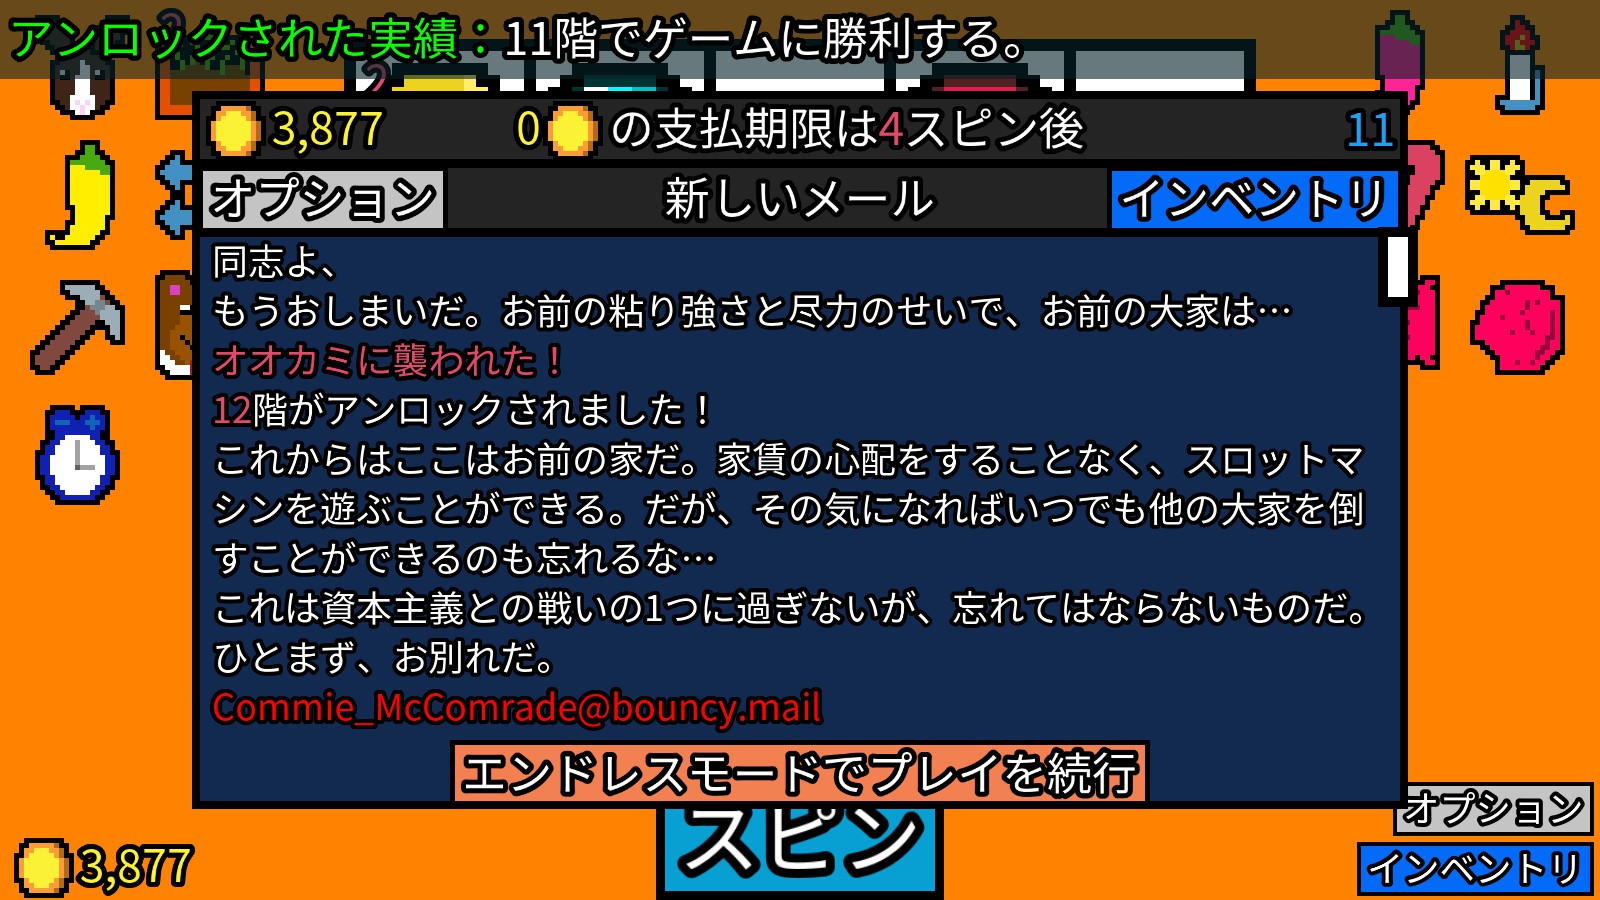 アンロックされた実績：11階でゲームに勝利する。
3,877 0 の支払期限は4スピン後 11
オプション 新しいメール インベントリ
同志よ、
もうおしまいだ。お前の粘り強さと尽力のせいで、お前の大家は…
オオカミに襲われた！
12階がアンロックされました！
これからはここはお前の家だ。家賃の心配をすることなく、スロットマ
シンを遊ぶことができる。だが、その気になればいつでも他の大家を倒
すことができるのも忘れるな…
これは資本主義との戦いの1つに過ぎないが、忘れてはならないものだ。
ひとまず、お別れだ。
Commie_McComrade@bouncy.mail
エンドレスモードでプレイを続行
スピン
オプション
3,877
インベントリ